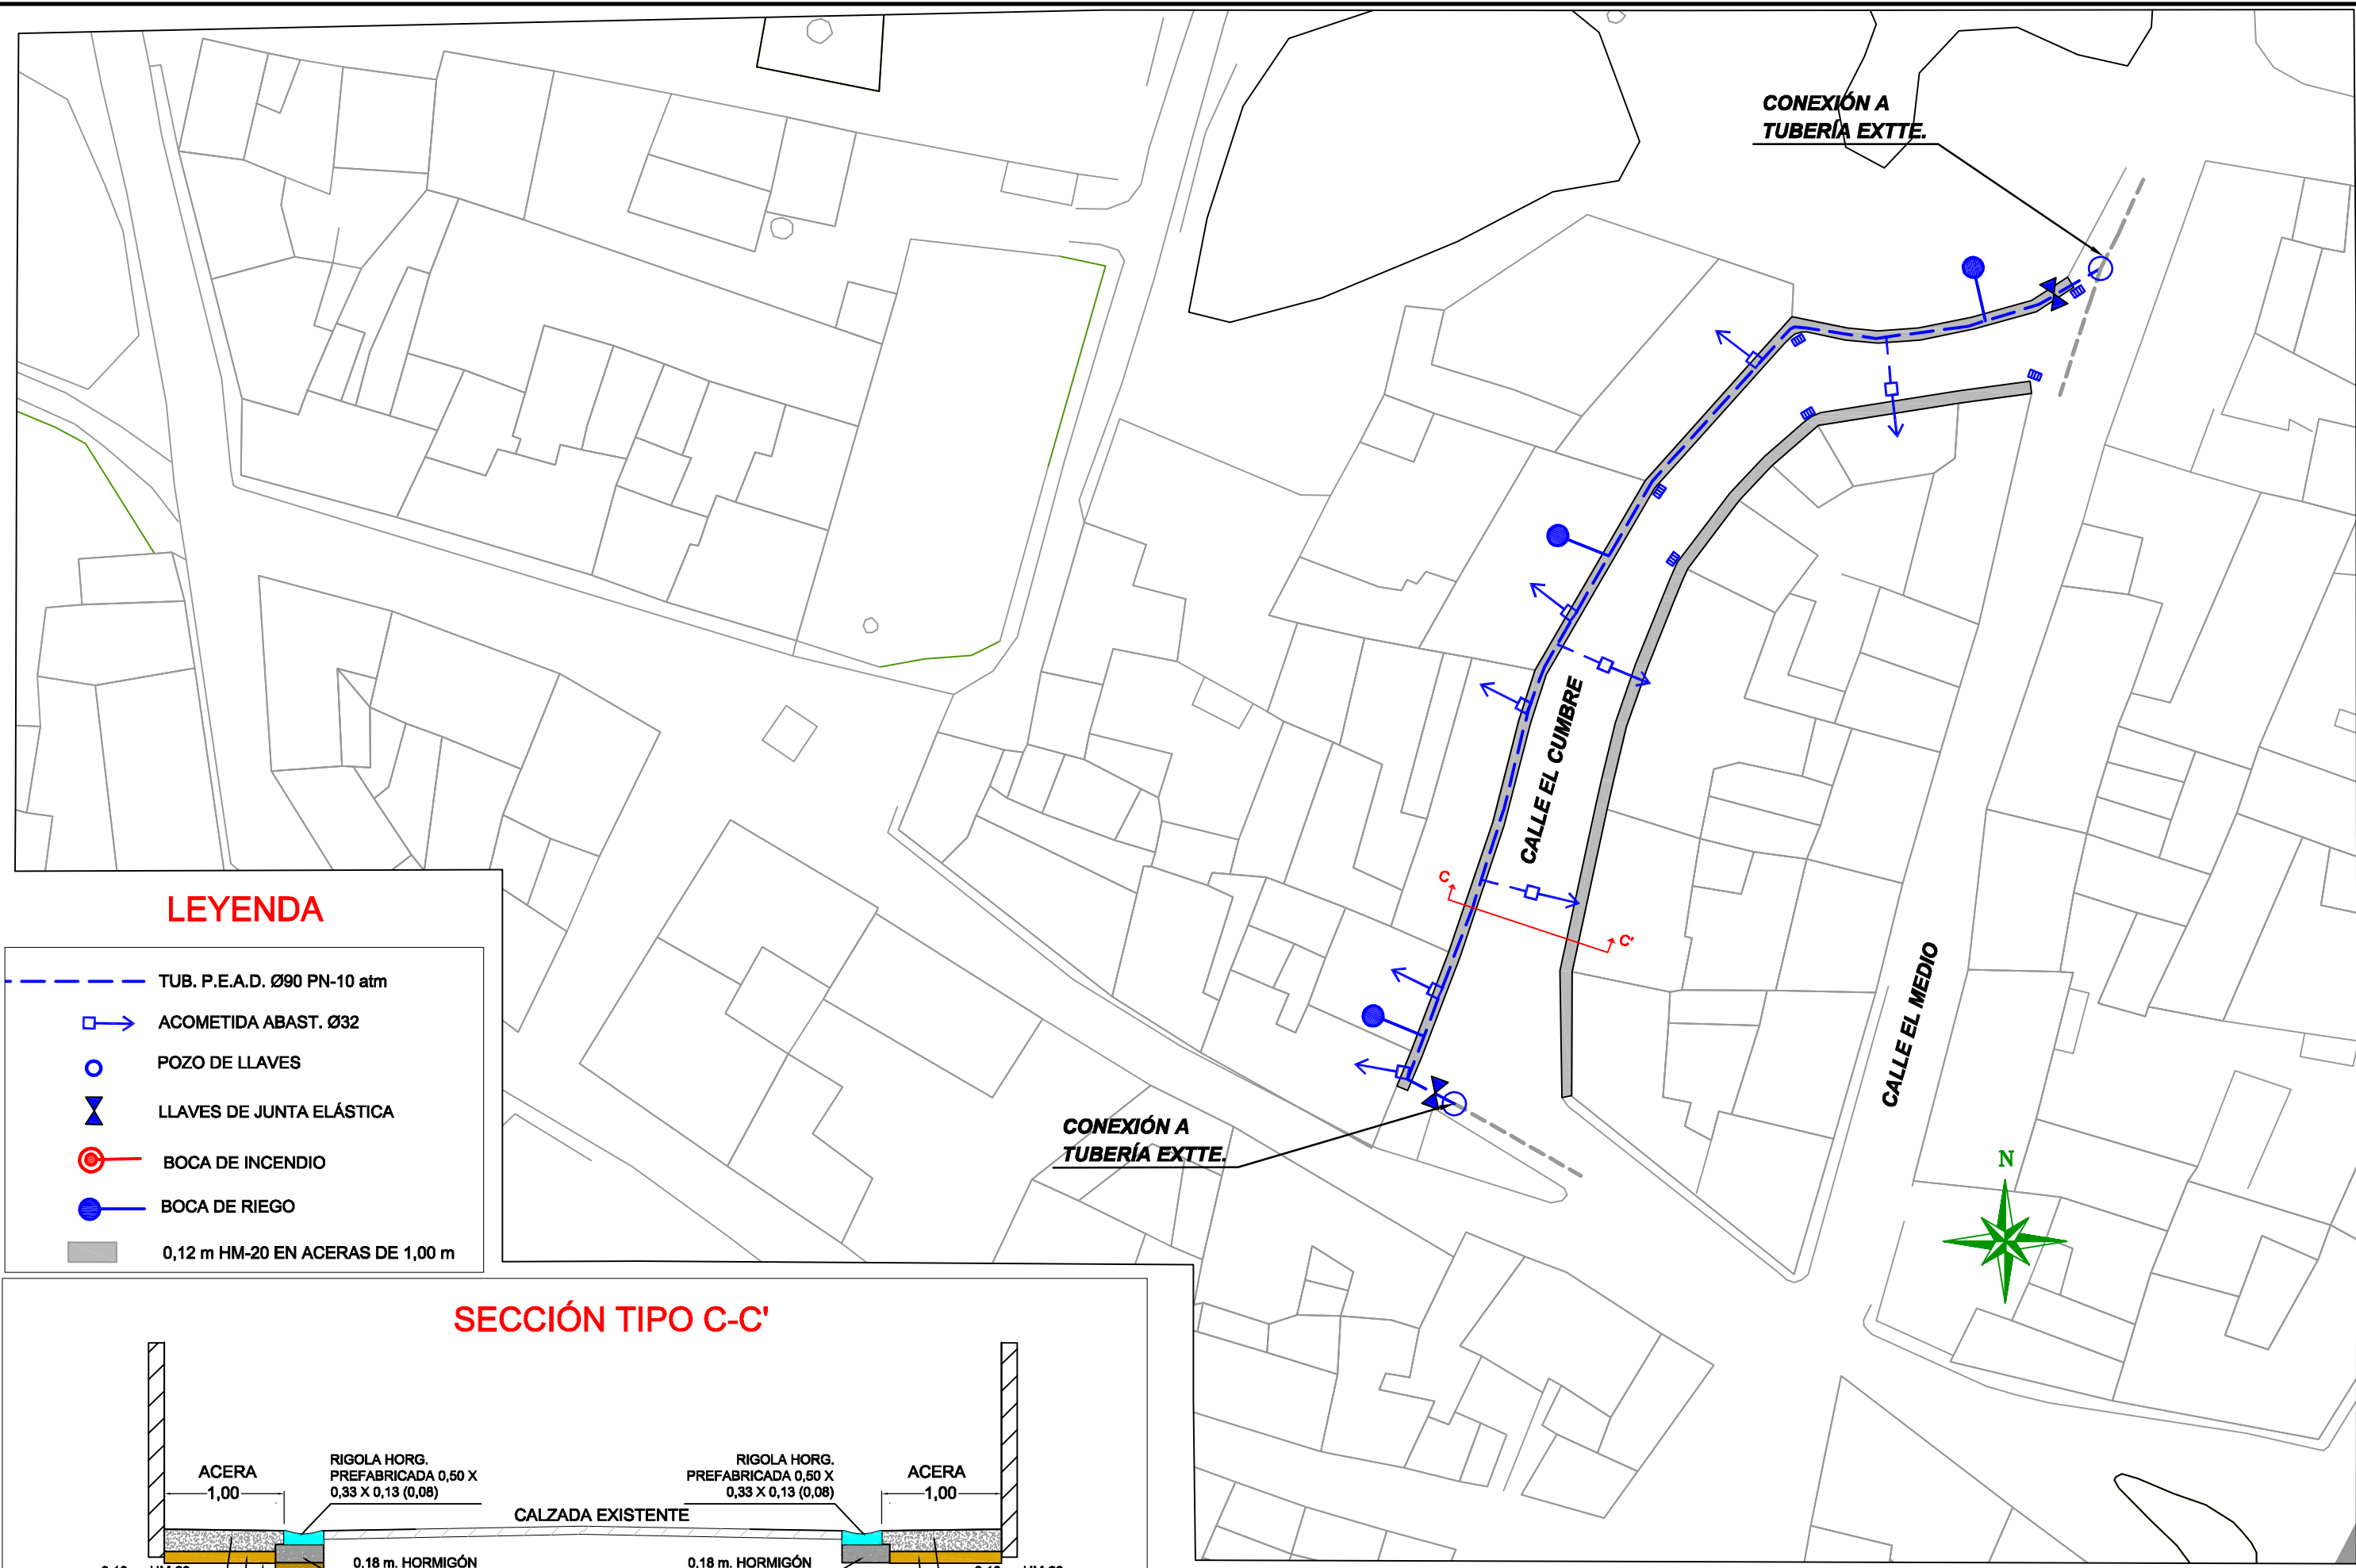 CONEXIÓN A
TUBERÍA EXTTE.
CALLE EL CUMBRE
C
C'
CALLE EL MEDIO
CONEXIÓN A
TUBERÍA EXTTE.
N
LEYENDA
TUB. P.E.A.D. Ø90 PN-10 atm
ACOMETIDA ABAST. Ø32
POZO DE LLAVES
LLAVES DE JUNTA ELÁSTICA
BOCA DE INCENDIO
BOCA DE RIEGO
0,12 m HM-20 EN ACERAS DE 1,00 m
SECCIÓN TIPO C-C'
ACERA
1,00
RIGOLA HORG.
PREFABRICADA 0,50 X
0,33 X 0,13 (0,08)
CALZADA EXISTENTE
RIGOLA HORG.
PREFABRICADA 0,50 X
0,33 X 0,13 (0,08)
ACERA
1,00
0,18 m. HORMIGÓN
0,18 m. HORMIGÓN